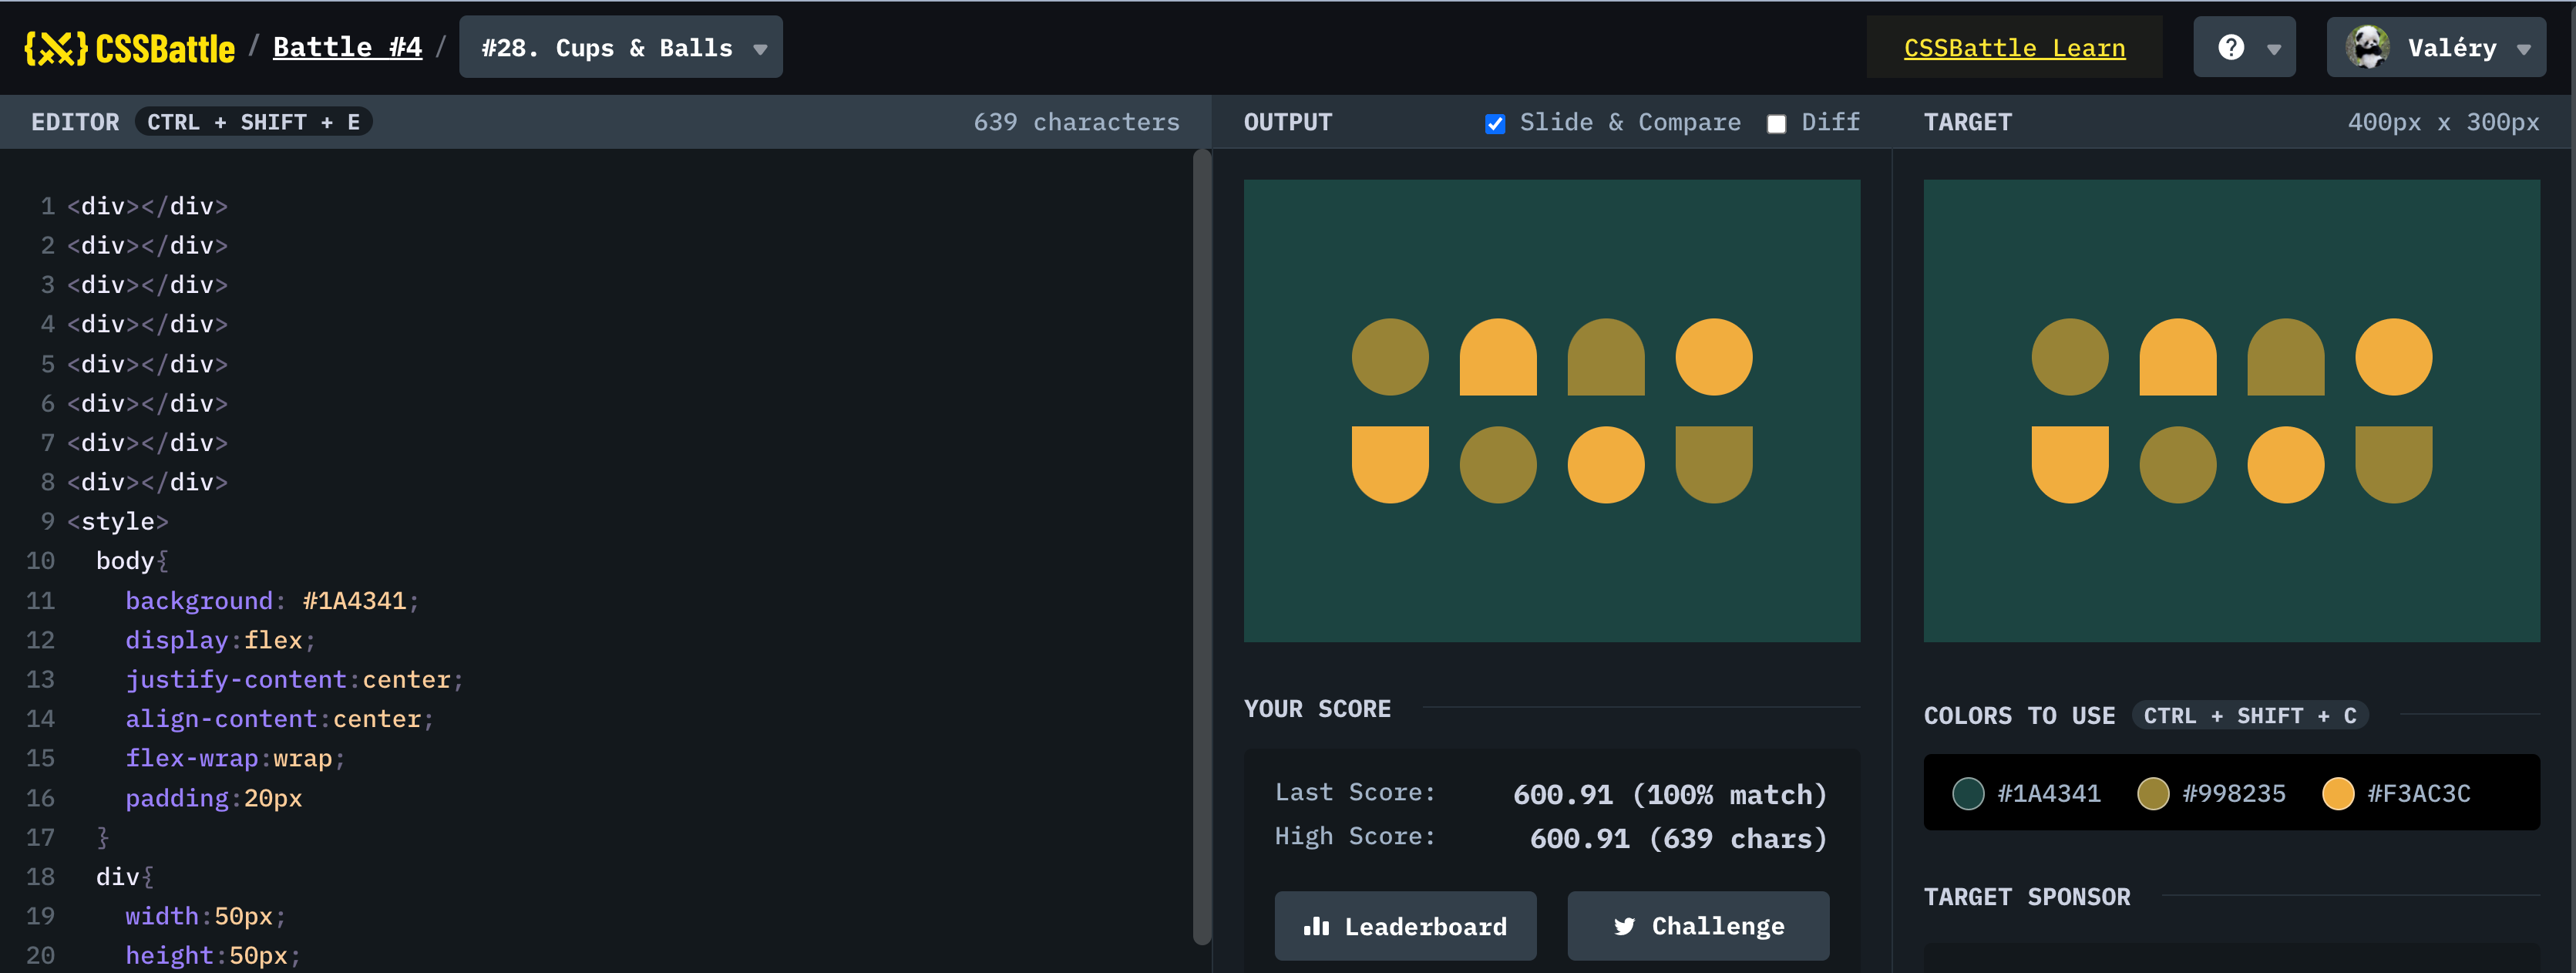 {X} CSSBattle / Battle #4 / #28. Cups & Balls CSSBattle Learn ? Valéry
EDITOR CTRL + SHIFT + E 639 characters
OUTPUT Slide & Compare Diff
TARGET 400px x 300px
1 <div></div>
2 <div></div>
3 <div></div>
4 <div></div>
5 <div></div>
6 <div></div>
7 <div></div>
8 <div></div>
9 <style>
10 body{
11 background: #1A4341;
12 display:flex;
13 justify-content:center;
14 align-content:center;
15 flex-wrap:wrap;
16 padding:20px
17 }
18 div{
19 width:50px;
20 height:50px;
YOUR SCORE
Last Score: 600.91 (100% match)
High Score: 600.91 (639 chars)
Leaderboard Challenge
COLORS TO USE CTRL + SHIFT + C
#1A4341 #998235 #F3AC3C
TARGET SPONSOR